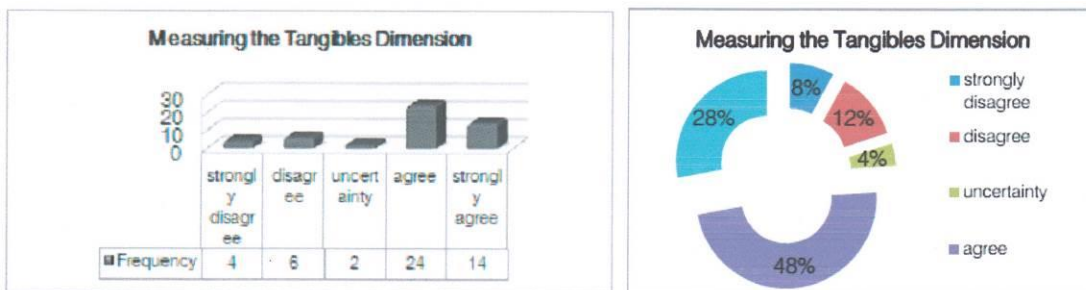 Measuring the Tangibles Dimension
30
20
10
0
strongl
y
disagr
ee
disagr
ee
uncert
ainty
agree
strongl
y
agree
Frequency 4 6 2 24 14
Measuring the Tangibles Dimension
8%
28%
12%
4%
48%
strongly
disagree
disagree
uncertainty
agree